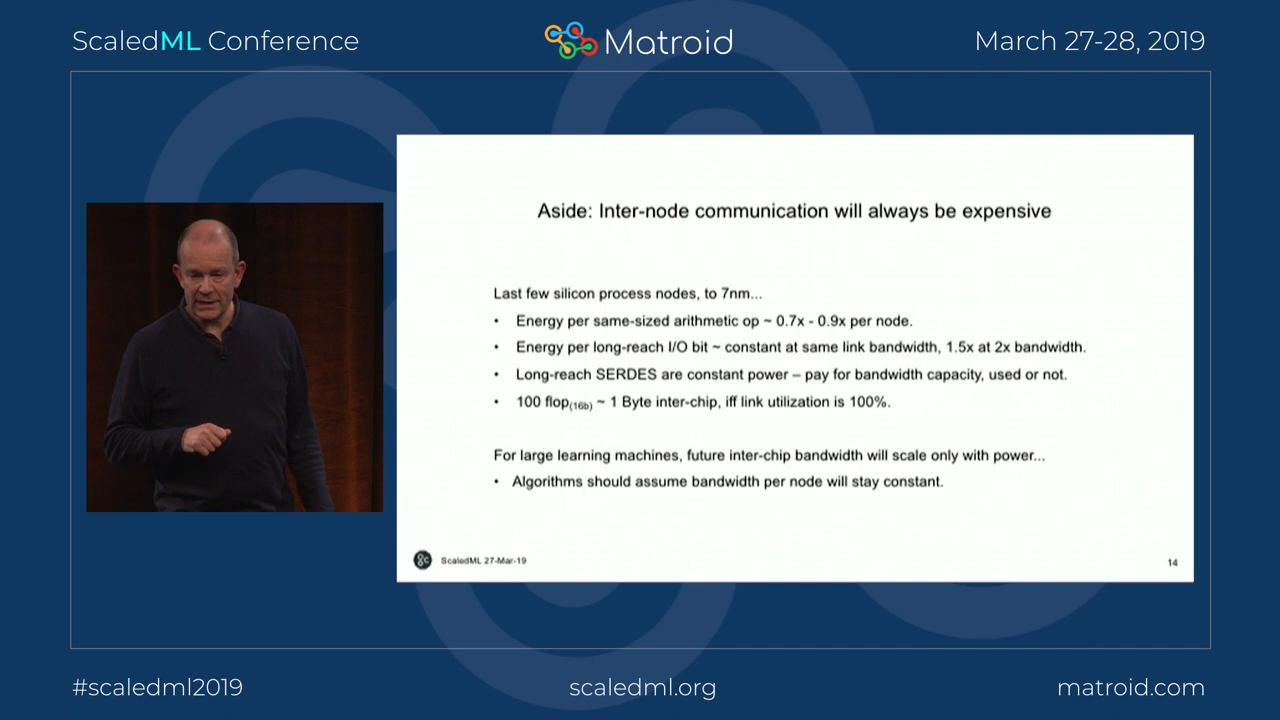 ScaledML Conference
Matroid
March 27-28, 2019
Aside: Inter-node communication will always be expensive
Last few silicon process nodes, to 7nm...
• Energy per same-sized arithmetic op ~ 0.7x - 0.9x per node.
• Energy per long-reach I/O bit ~ constant at same link bandwidth, 1.5x at 2x bandwidth.
• Long-reach SERDES are constant power – pay for bandwidth capacity, used or not.
• 100 flop(16b) ~ 1 Byte inter-chip, iff link utilization is 100%.
For large learning machines, future inter-chip bandwidth will scale only with power...
• Algorithms should assume bandwidth per node will stay constant.
ScaledML 27-Mar-19
14
#scaledml2019
scaledml.org
matroid.com